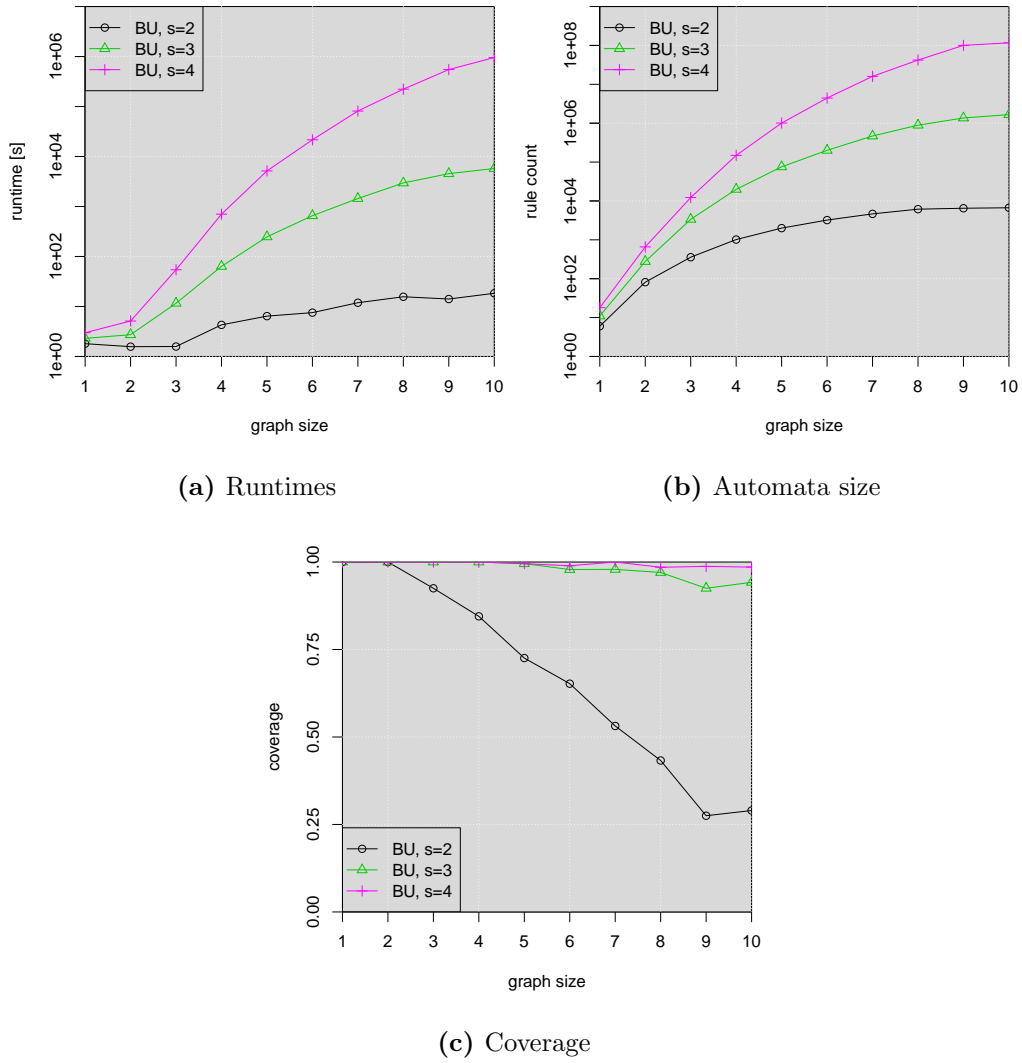 BU, s=2
BU, s=3
BU, s=4
runtime [s]
1e+00
1e+02
1e+04
1e+06
1 2 3 4 5 6 7 8 9 10
graph size
(a) Runtimes
BU, s=2
BU, s=3
BU, s=4
rule count
1e+00
1e+02
1e+04
1e+06
1e+08
1 2 3 4 5 6 7 8 9 10
graph size
(b) Automata size
coverage
0.00
0.25
0.50
0.75
1.00
BU, s=2
BU, s=3
BU, s=4
1 2 3 4 5 6 7 8 9 10
graph size
(c) Coverage